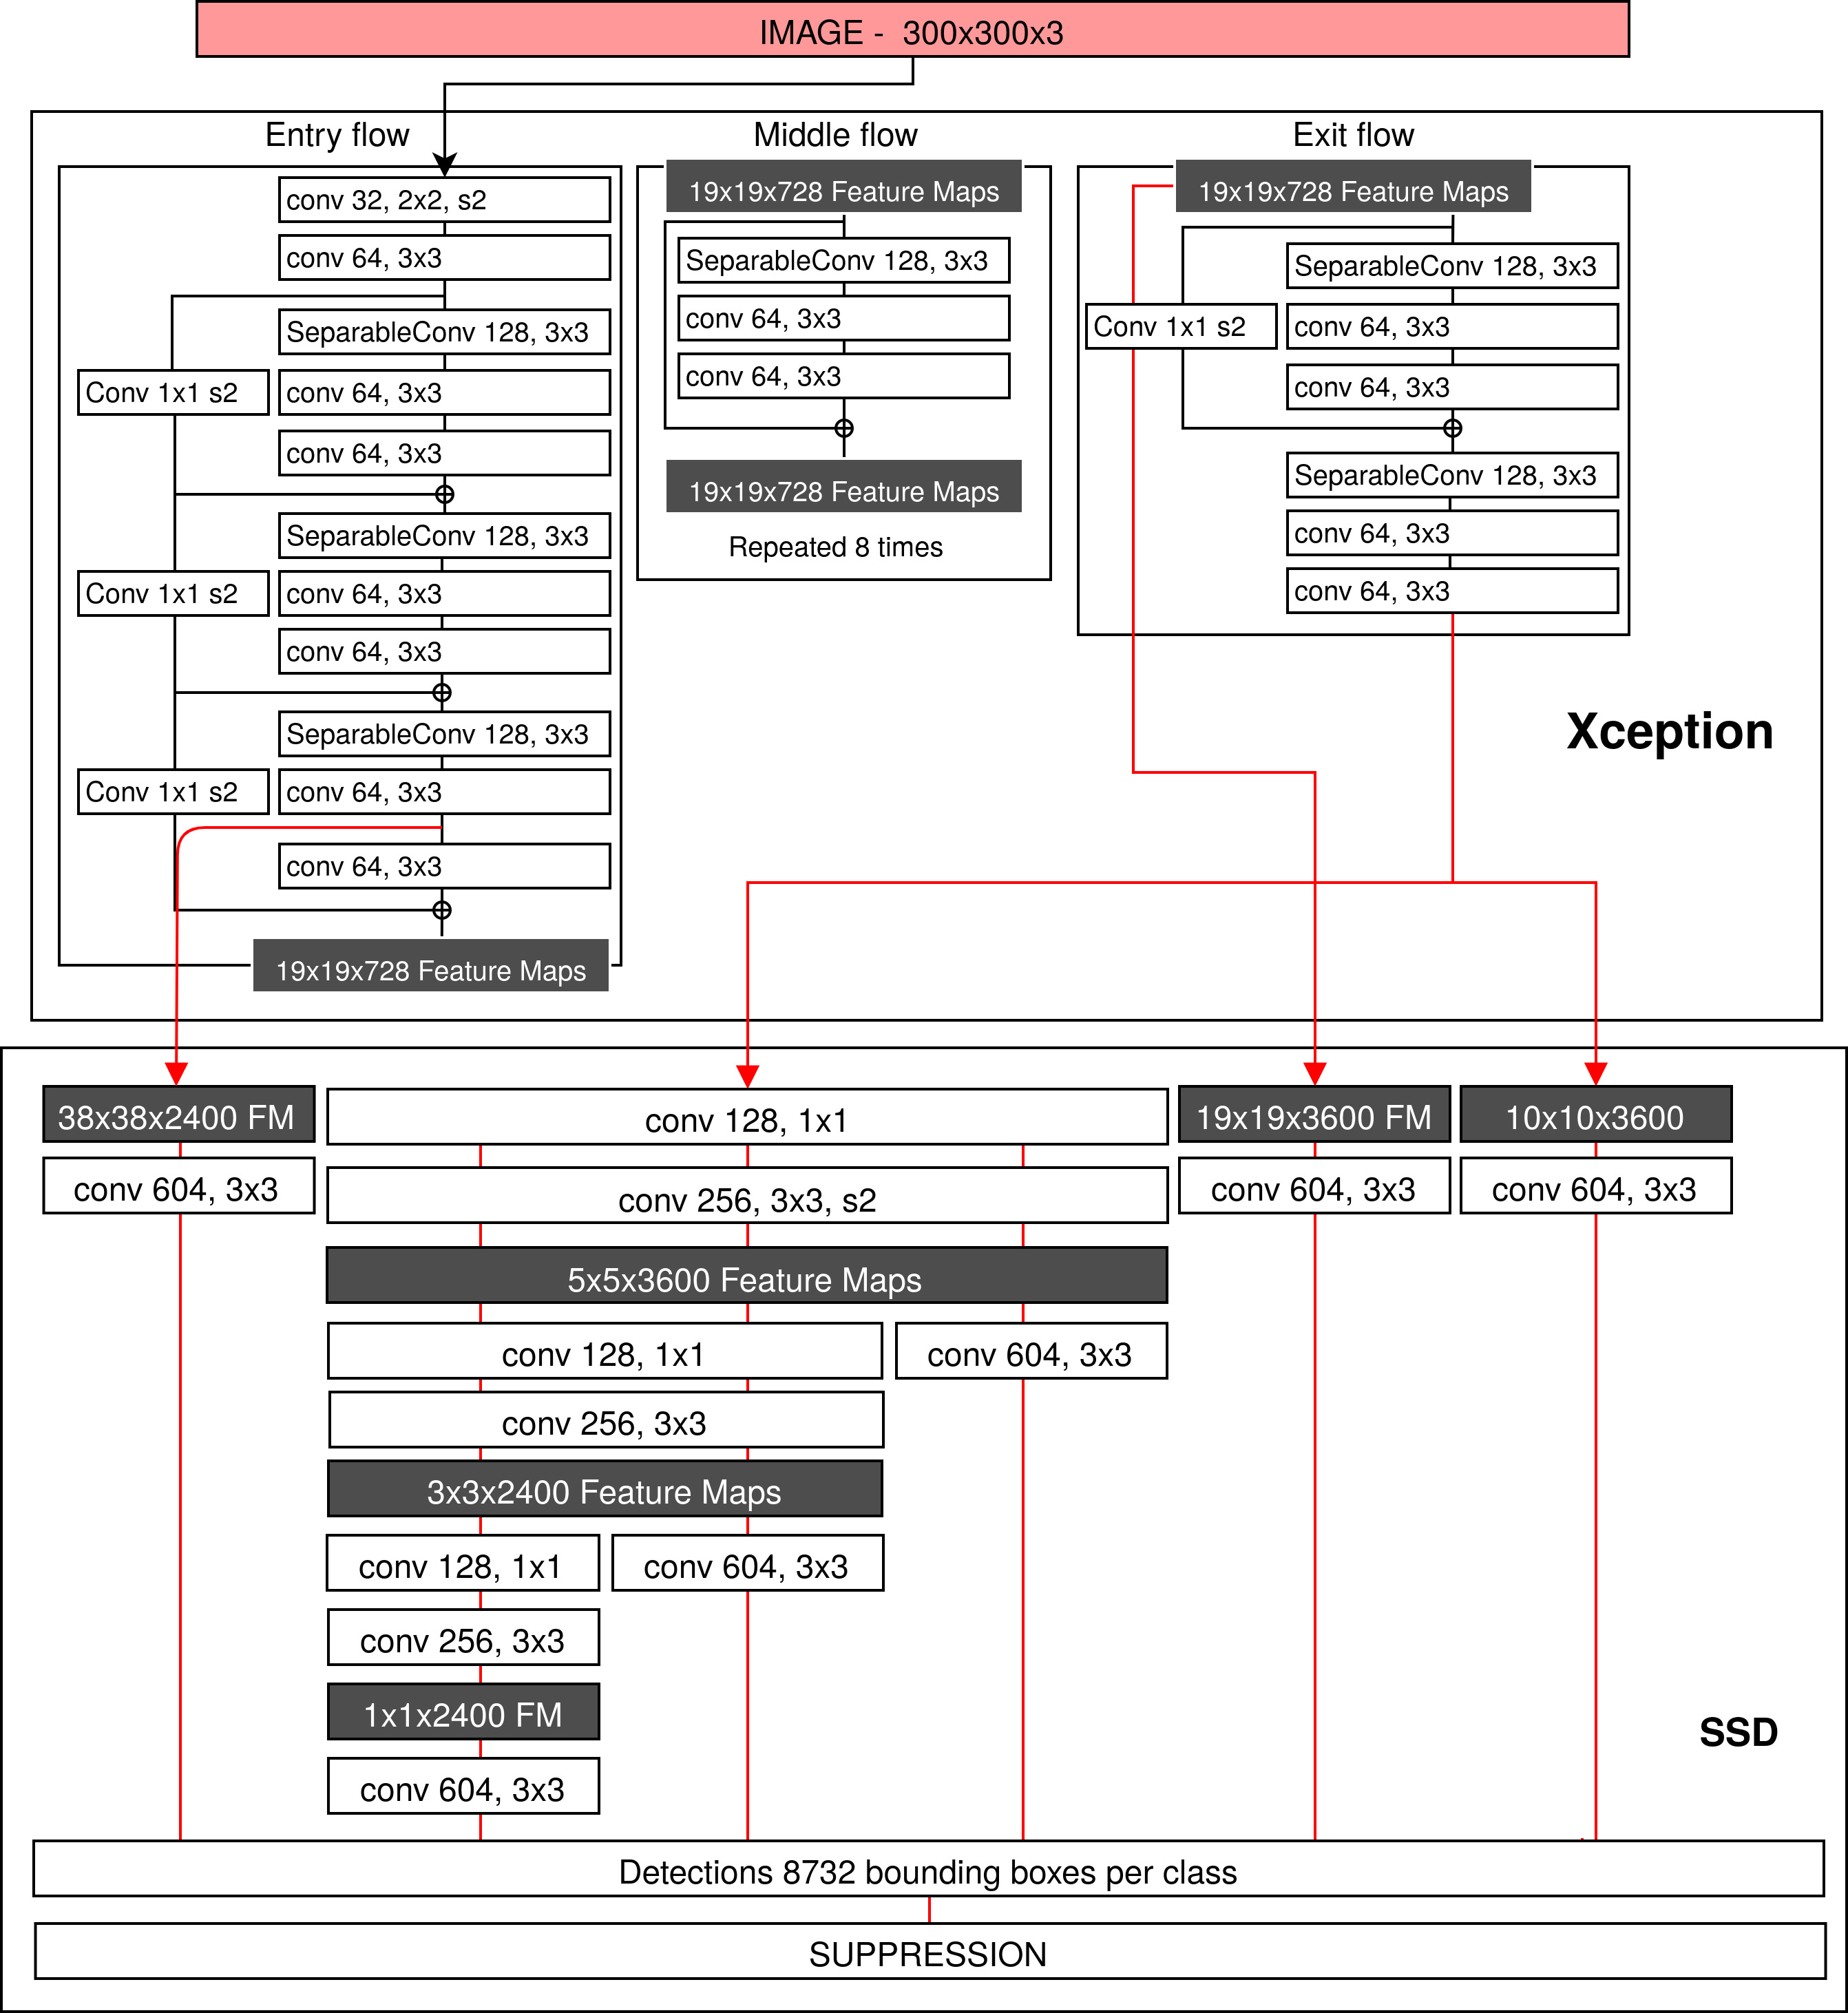 IMAGE - 300x300x3
Entry flow
conv 32, 2x2, s2
conv 64, 3x3
SeparableConv 128, 3x3
Conv 1x1 s2
conv 64, 3x3
conv 64, 3x3
SeparableConv 128, 3x3
Conv 1x1 s2
conv 64, 3x3
conv 64, 3x3
SeparableConv 128, 3x3
Conv 1x1 s2
conv 64, 3x3
conv 64, 3x3
19x19x728 Feature Maps
Middle flow
19x19x728 Feature Maps
SeparableConv 128, 3x3
conv 64, 3x3
conv 64, 3x3
19x19x728 Feature Maps
Repeated 8 times
Exit flow
19x19x728 Feature Maps
SeparableConv 128, 3x3
Conv 1x1 s2
conv 64, 3x3
conv 64, 3x3
SeparableConv 128, 3x3
conv 64, 3x3
conv 64, 3x3
Xception
38x38x2400 FM
conv 604, 3x3
conv 128, 1x1
conv 256, 3x3, s2
5x5x3600 Feature Maps
conv 128, 1x1
conv 604, 3x3
conv 256, 3x3
3x3x2400 Feature Maps
conv 128, 1x1
conv 604, 3x3
conv 256, 3x3
1x1x2400 FM
conv 604, 3x3
19x19x3600 FM
conv 604, 3x3
10x10x3600
conv 604, 3x3
SSD
Detections 8732 bounding boxes per class
SUPPRESSION